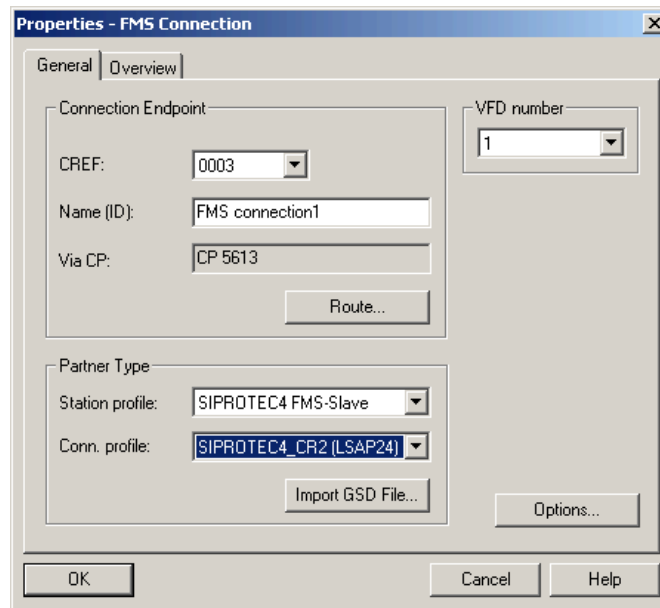 Properties - FMS Connection
General
Overview
Connection Endpoint
VFD number
1
CREF:
0003
Name (ID):
FMS connection1
Via CP:
CP 5613
Route...
Partner Type
Station profile:
SIPROTEC4 FMS-Slave
Conn. profile:
SIPROTEC4_CR2 (LSAP24)
Import GSD File...
Options...
OK
Cancel
Help